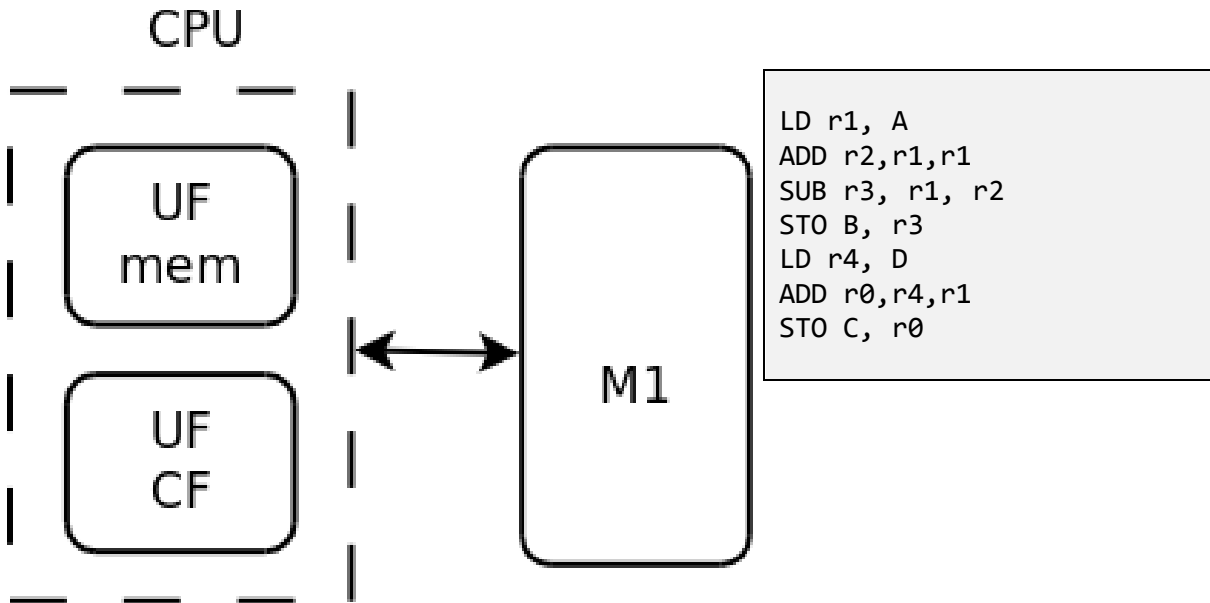 CPU
UF
mem
UF
CF
M1
LD r1, A
ADD r2,r1,r1
SUB r3, r1, r2
STO B, r3
LD r4, D
ADD r0,r4,r1
STO C, r0